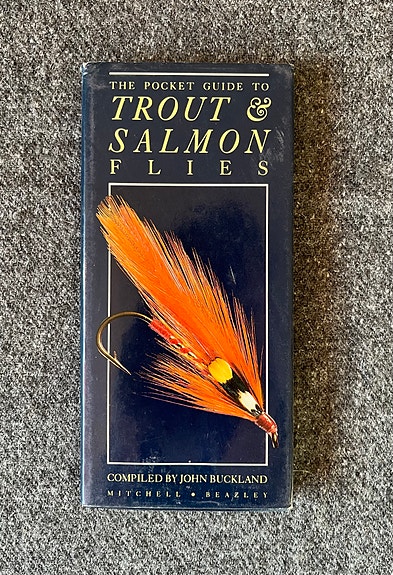 THE POCKET GUIDE TO
TROUT &
SALMON
FLIES
COMPILED BY JOHN BUCKLAND
MITCHELL • BEAZLEY